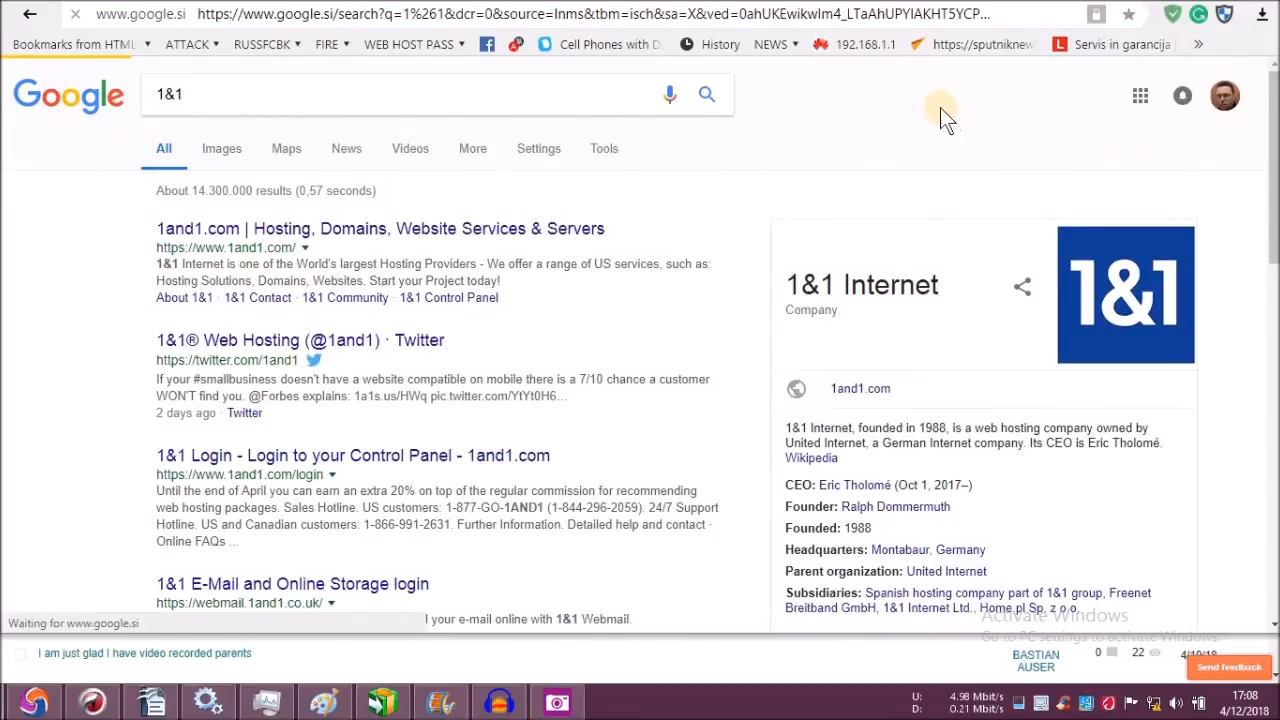 www.google.si https://www.google.si/search?q=1%261&dcr=0&source=lnms&tbm=isch&sa=X&ved=0ahUKEwikwIm4_LTaAhUPYIAKHT5YCP...
Bookmarks from HTML ATTACK RUSSFCBK FIRE WEB HOST PASS Cell Phones with D History NEWS 192.168.1.1 https://sputniknew Servis in garancija »
Google 1&1
All Images Maps News Videos More Settings Tools
About 14.300.000 results (0,57 seconds)
1and1.com | Hosting, Domains, Website Services & Servers
https://www.1and1.com/
1&1 Internet is one of the World's largest Hosting Providers - We offer a range of US services, such as:
Hosting Solutions, Domains, Websites. Start your Project today!
About 1&1 · 1&1 Contact · 1&1 Community · 1&1 Control Panel
1&1® Web Hosting (@1and1) · Twitter
https://twitter.com/1and1
If your #smallbusiness doesn't have a website compatible on mobile there is a 7/10 chance a customer
WON'T find you. @Forbes explains: 1a1s.us/HWq pic.twitter.com/YtYt0H6...
2 days ago · Twitter
1&1 Login - Login to your Control Panel - 1and1.com
https://www.1and1.com/login
Until the end of April you can earn an extra 20% on top of the regular commission for recommending
web hosting packages. Sales Hotline. US customers: 1-877-GO-1AND1 (1-844-296-2059). 24/7 Support
Hotline. US and Canadian customers: 1-866-991-2631. Further Information. Detailed help and contact ·
Online FAQs ...
1&1 E-Mail and Online Storage login
https://webmail.1and1.co.uk/
l your e-mail online with 1&1 Webmail.
1&1 Internet
Company
1&1
1and1.com
1&1 Internet, founded in 1988, is a web hosting company owned by
United Internet, a German Internet company. Its CEO is Eric Tholomé.
Wikipedia
CEO: Eric Tholomé (Oct 1, 2017–)
Founder: Ralph Dommermuth
Founded: 1988
Headquarters: Montabaur, Germany
Parent organization: United Internet
Subsidiaries: Spanish hosting company part of 1&1 group, Freenet
Breitband GmbH, 1&1 Internet Ltd., Home.pl Sp. z o.o.
Activate Windows
Go to PC settings to activate Windows.
Waiting for www.google.si
I am just glad I have video recorded parents
BASTIAN
AUSER
0 22 4/10/18
Send feedback
U: 4.98 Mbit/s
D: 0.21 Mbit/s
17:08
4/12/2018